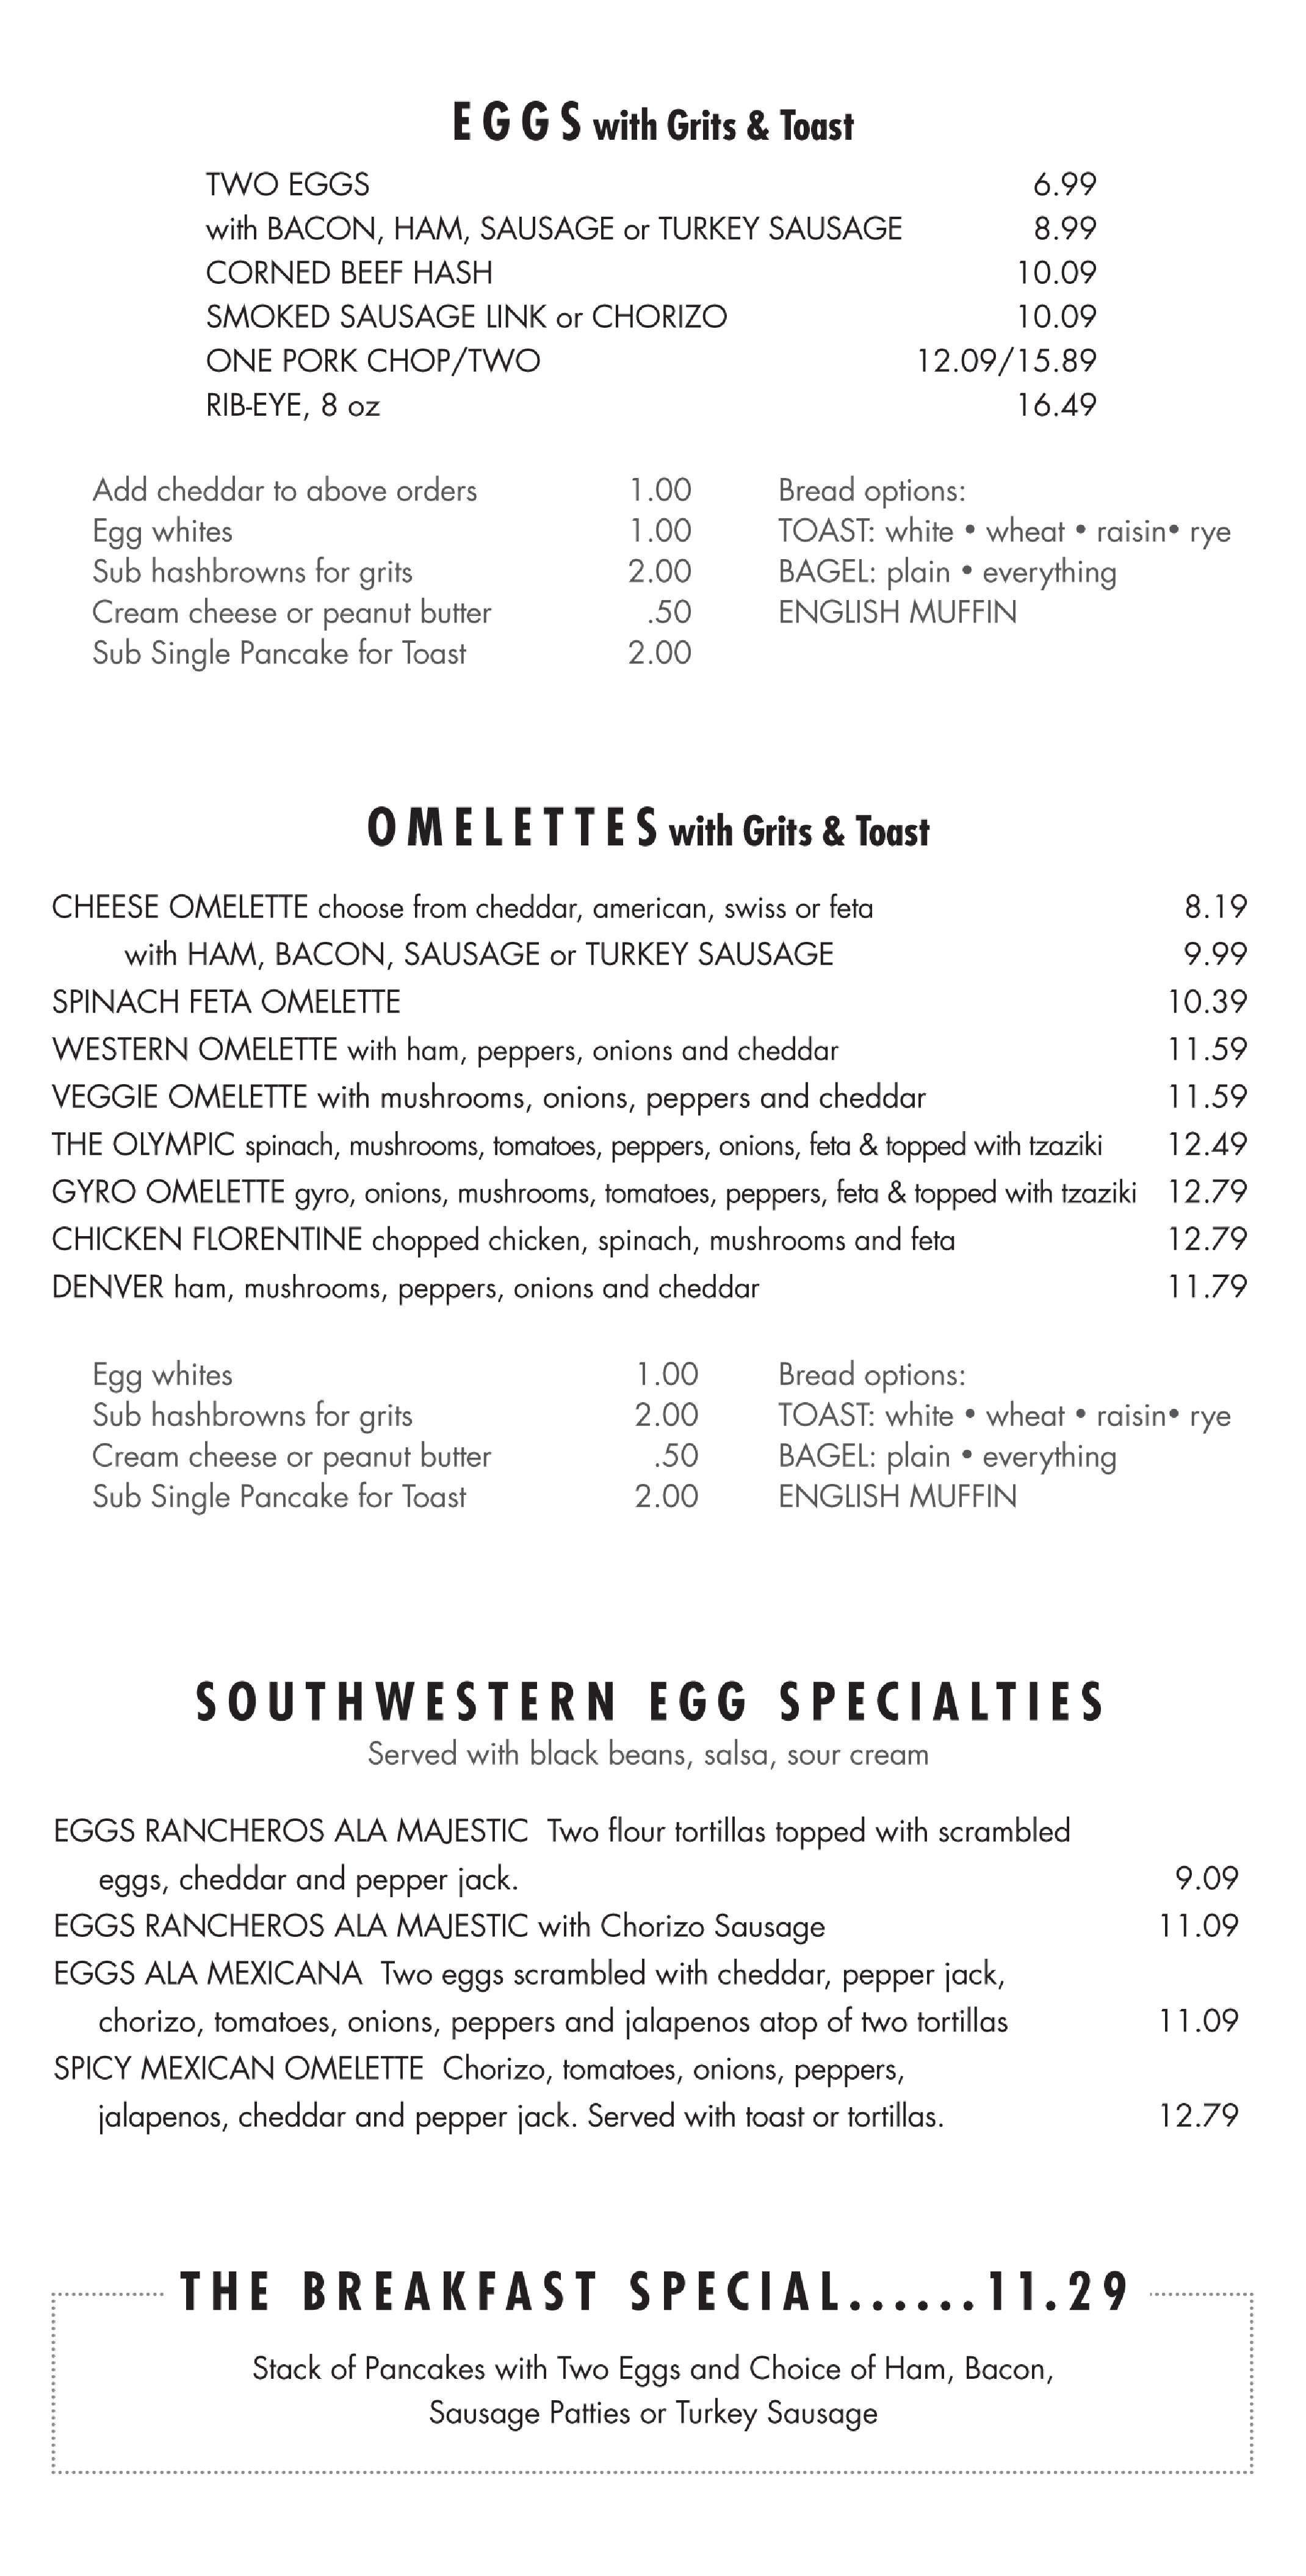 EGGS with Grits & Toast
TWO EGGS 6.99
with BACON, HAM, SAUSAGE or TURKEY SAUSAGE 8.99
CORNED BEEF HASH 10.09
SMOKED SAUSAGE LINK or CHORIZO 10.09
ONE PORK CHOP/TWO 12.09/15.89
RIB-EYE, 8 oz 16.49
Add cheddar to above orders 1.00
Egg whites 1.00
Sub hashbrowns for grits 2.00
Cream cheese or peanut butter .50
Sub Single Pancake for Toast 2.00
Bread options:
TOAST: white • wheat • raisin• rye
BAGEL: plain • everything
ENGLISH MUFFIN
OMELETTES with Grits & Toast
CHEESE OMELETTE choose from cheddar, american, swiss or feta 8.19
with HAM, BACON, SAUSAGE or TURKEY SAUSAGE 9.99
SPINACH FETA OMELETTE 10.39
WESTERN OMELETTE with ham, peppers, onions and cheddar 11.59
VEGGIE OMELETTE with mushrooms, onions, peppers and cheddar 11.59
THE OLYMPIC spinach, mushrooms, tomatoes, peppers, onions, feta & topped with tzaziki 12.49
GYRO OMELETTE gyro, onions, mushrooms, tomatoes, peppers, feta & topped with tzaziki 12.79
CHICKEN FLORENTINE chopped chicken, spinach, mushrooms and feta 12.79
DENVER ham, mushrooms, peppers, onions and cheddar 11.79
Egg whites 1.00
Sub hashbrowns for grits 2.00
Cream cheese or peanut butter .50
Sub Single Pancake for Toast 2.00
Bread options:
TOAST: white • wheat • raisin• rye
BAGEL: plain • everything
ENGLISH MUFFIN
SOUTHWESTERN EGG SPECIALTIES
Served with black beans, salsa, sour cream
EGGS RANCHEROS ALA MAJESTIC Two flour tortillas topped with scrambled
eggs, cheddar and pepper jack. 9.09
EGGS RANCHEROS ALA MAJESTIC with Chorizo Sausage 11.09
EGGS ALA MEXICANA Two eggs scrambled with cheddar, pepper jack,
chorizo, tomatoes, onions, peppers and jalapenos atop of two tortillas 11.09
SPICY MEXICAN OMELETTE Chorizo, tomatoes, onions, peppers,
jalapenos, cheddar and pepper jack. Served with toast or tortillas. 12.79
THE BREAKFAST SPECIAL......11.29
Stack of Pancakes with Two Eggs and Choice of Ham, Bacon,
Sausage Patties or Turkey Sausage